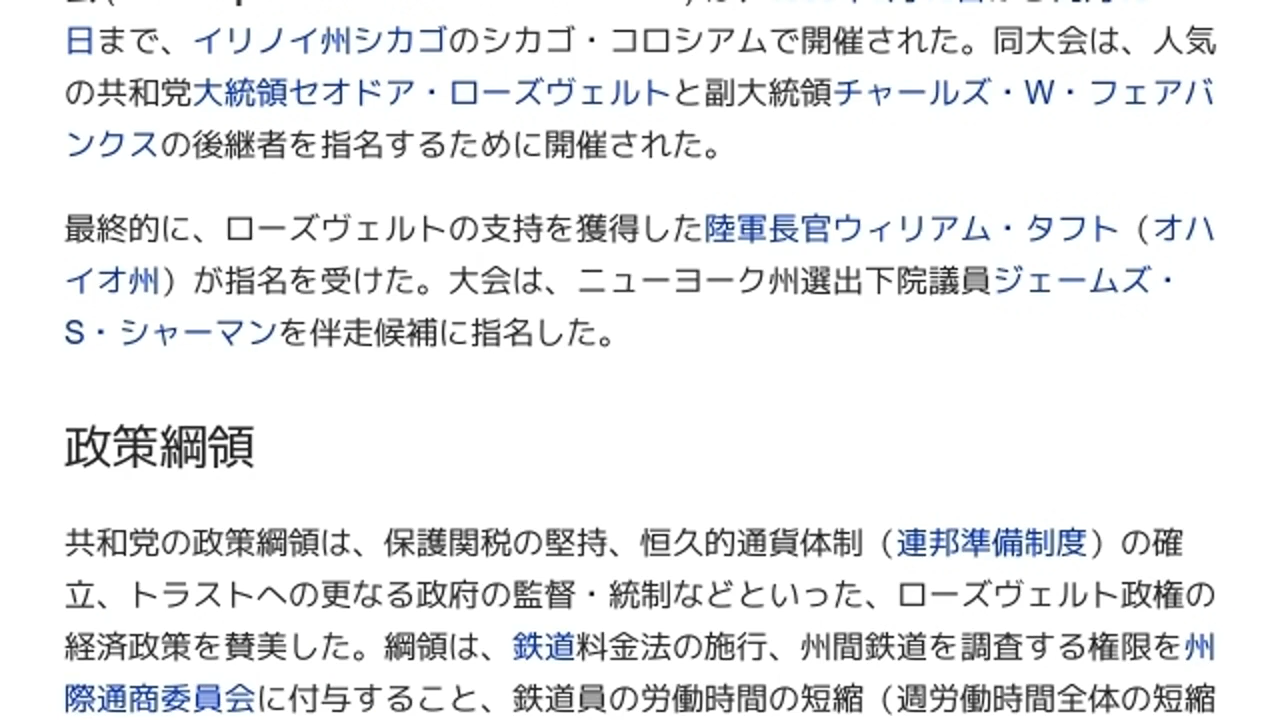 日まで、イリノイ州シカゴのシカゴ・コロシアムで開催された。同大会は、人気
の共和党大統領セオドア・ローズヴェルトと副大統領チャールズ・W・フェアバ
ンクスの後継者を指名するために開催された。
最終的に、ローズヴェルトの支持を獲得した陸軍長官ウィリアム・タフト（オハ
イオ州）が指名を受けた。大会は、ニューヨーク州選出下院議員ジェームズ・
S・シャーマンを伴走候補に指名した。
政策綱領
共和党の政策綱領は、保護関税の堅持、恒久的通貨体制（連邦準備制度）の確
立、トラストへの更なる政府の監督・統制などといった、ローズヴェルト政権の
経済政策を賛美した。綱領は、鉄道料金法の施行、州間鉄道を調査する権限を州
際通商委員会に付与すること、鉄道員の労働時間の短縮（週労働時間全体の短縮